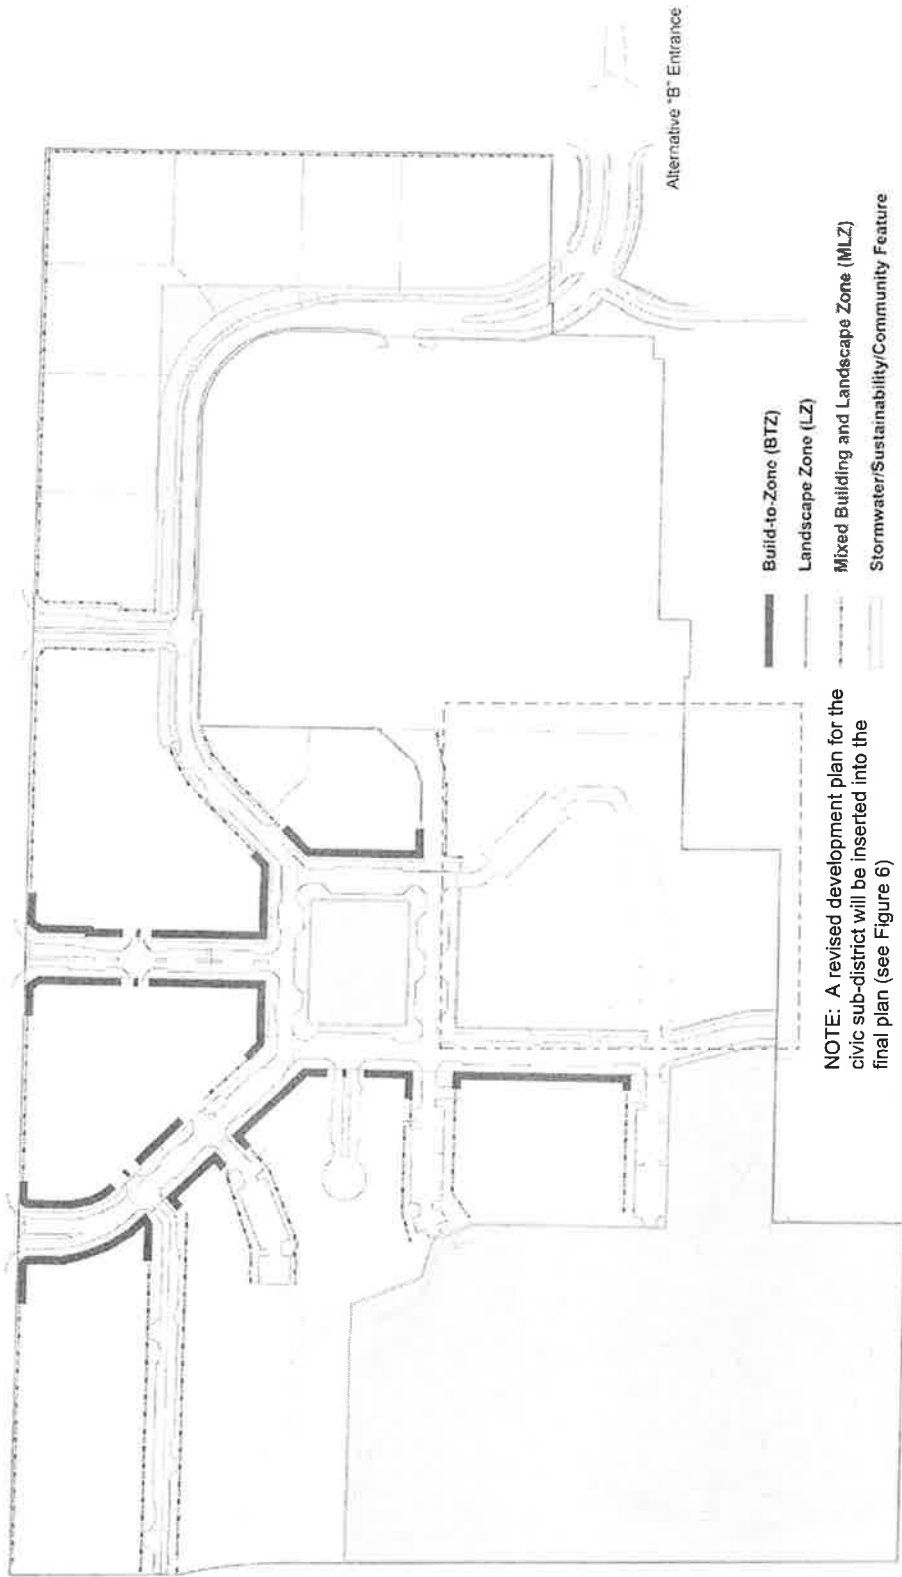 Alternative "B" Entrance
Build-to-Zone (BTZ)
Landscape Zone (LZ)
Mixed Building and Landscape Zone (MLZ)
Stormwater/Sustainability/Community Feature
NOTE: A revised development plan for the
civic sub-district will be inserted into the
final plan (see Figure 6)